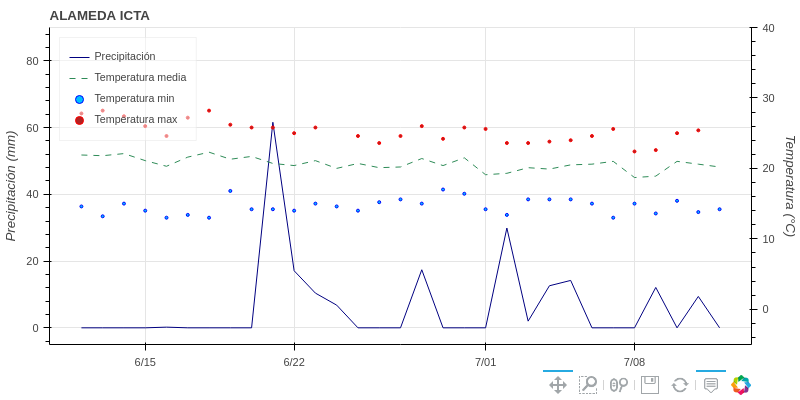 ALAMEDA ICTA
Precipitación
Temperatura media
Temperatura min
Temperatura max
Precipitación (mm)
80
60
40
20
0
40
30
20
10
0
Temperatura (°C)
6/15
6/22
7/01
7/08